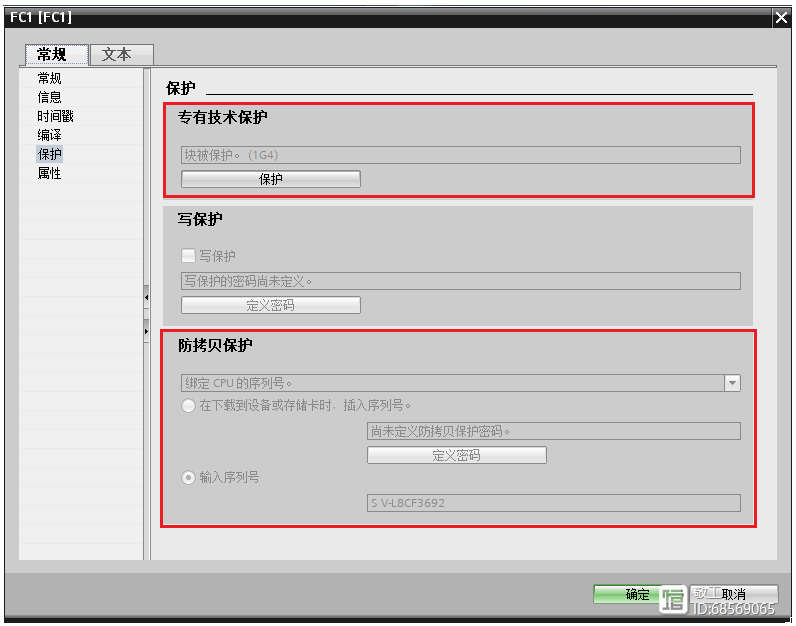 FC1 [FC1]
常规 文本
常规
信息
时间戳
编译
保护
属性
保护
专有技术保护
块被保护。 (1G4)
保护
写保护
写保护
写保护的密码尚未定义。
定义密码
防拷贝保护
绑定 CPU 的序列号。
在下载到设备或存储卡时，插入序列号。
尚未定义防拷贝保护密码。
定义密码
输入序列号
S V-L8CF3692
确定 取消
敬工
ID:68569065